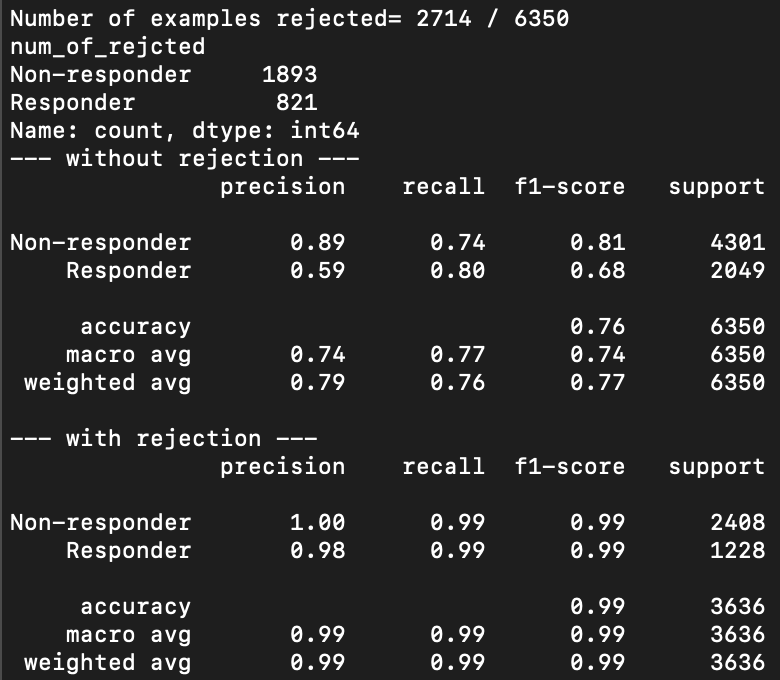 Number of examples rejected= 2714 / 6350
num_of_rejcted
Non-responder     1893
Responder          821
Name: count, dtype: int64
--- without rejection ---
               precision    recall  f1-score   support

Non-responder       0.89      0.74      0.81      4301
    Responder       0.59      0.80      0.68      2049

     accuracy                           0.76      6350
    macro avg       0.74      0.77      0.74      6350
 weighted avg       0.79      0.76      0.77      6350

--- with rejection ---
               precision    recall  f1-score   support

Non-responder       1.00      0.99      0.99      2408
    Responder       0.98      0.99      0.99      1228

     accuracy                           0.99      3636
    macro avg       0.99      0.99      0.99      3636
 weighted avg       0.99      0.99      0.99      3636